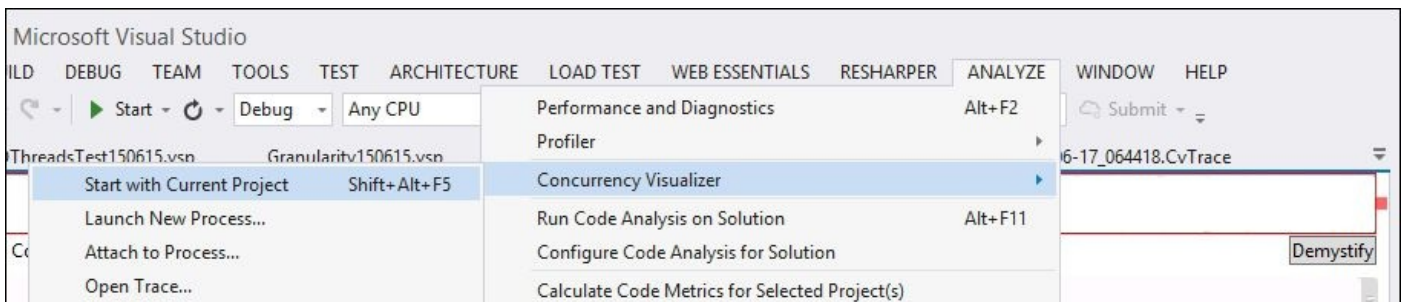 Microsoft Visual Studio
ILD DEBUG TEAM TOOLS TEST ARCHITECTURE LOAD TEST WEB ESSENTIALS RESHARPER ANALYZE WINDOW HELP
Start Debug Any CPU Performance and Diagnostics Alt+F2 Submit
Profiler
ThreadsTest150615.vsp Granularity150615.vsp 6-17_064418.CvTrace
Start with Current Project Shift+Alt+F5 Concurrency Visualizer
Launch New Process... Run Code Analysis on Solution Alt+F11
Co Attach to Process... Configure Code Analysis for Solution Demystify
Open Trace... Calculate Code Metrics for Selected Project(s)